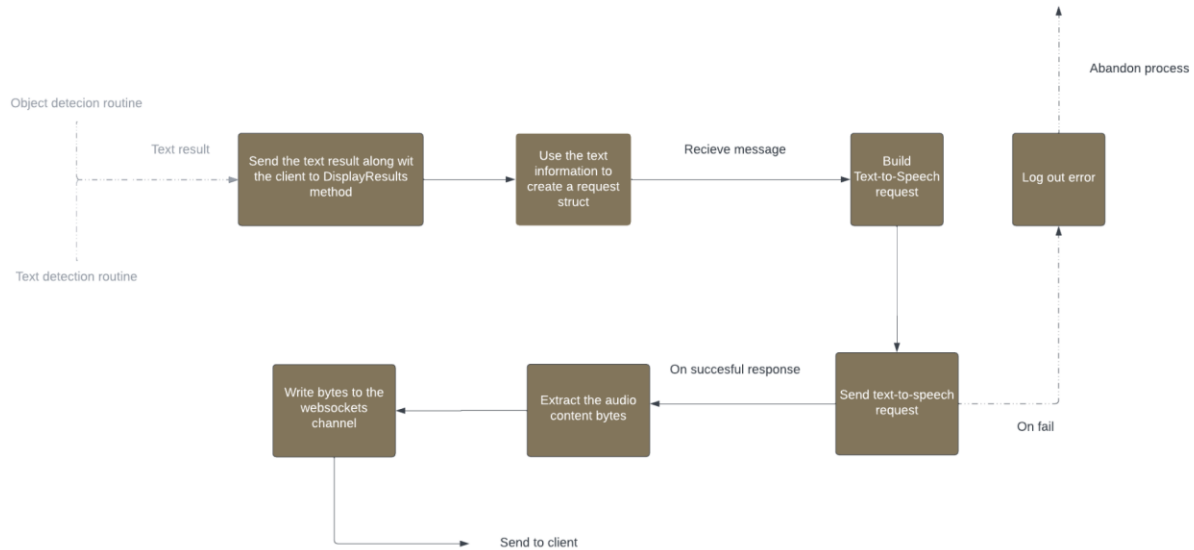 Abandon process
Object detecion routine
Text result
Send the text result along wit
the client to DisplayResults
method
Use the text
information to
create a request
struct
Recieve message
Build
Text-to-Speech
request
Log out error
Text detection routine
Write bytes to the
websockets
channel
Extract the audio
content bytes
On succesful response
Send text-to-speech
request
On fail
Send to client